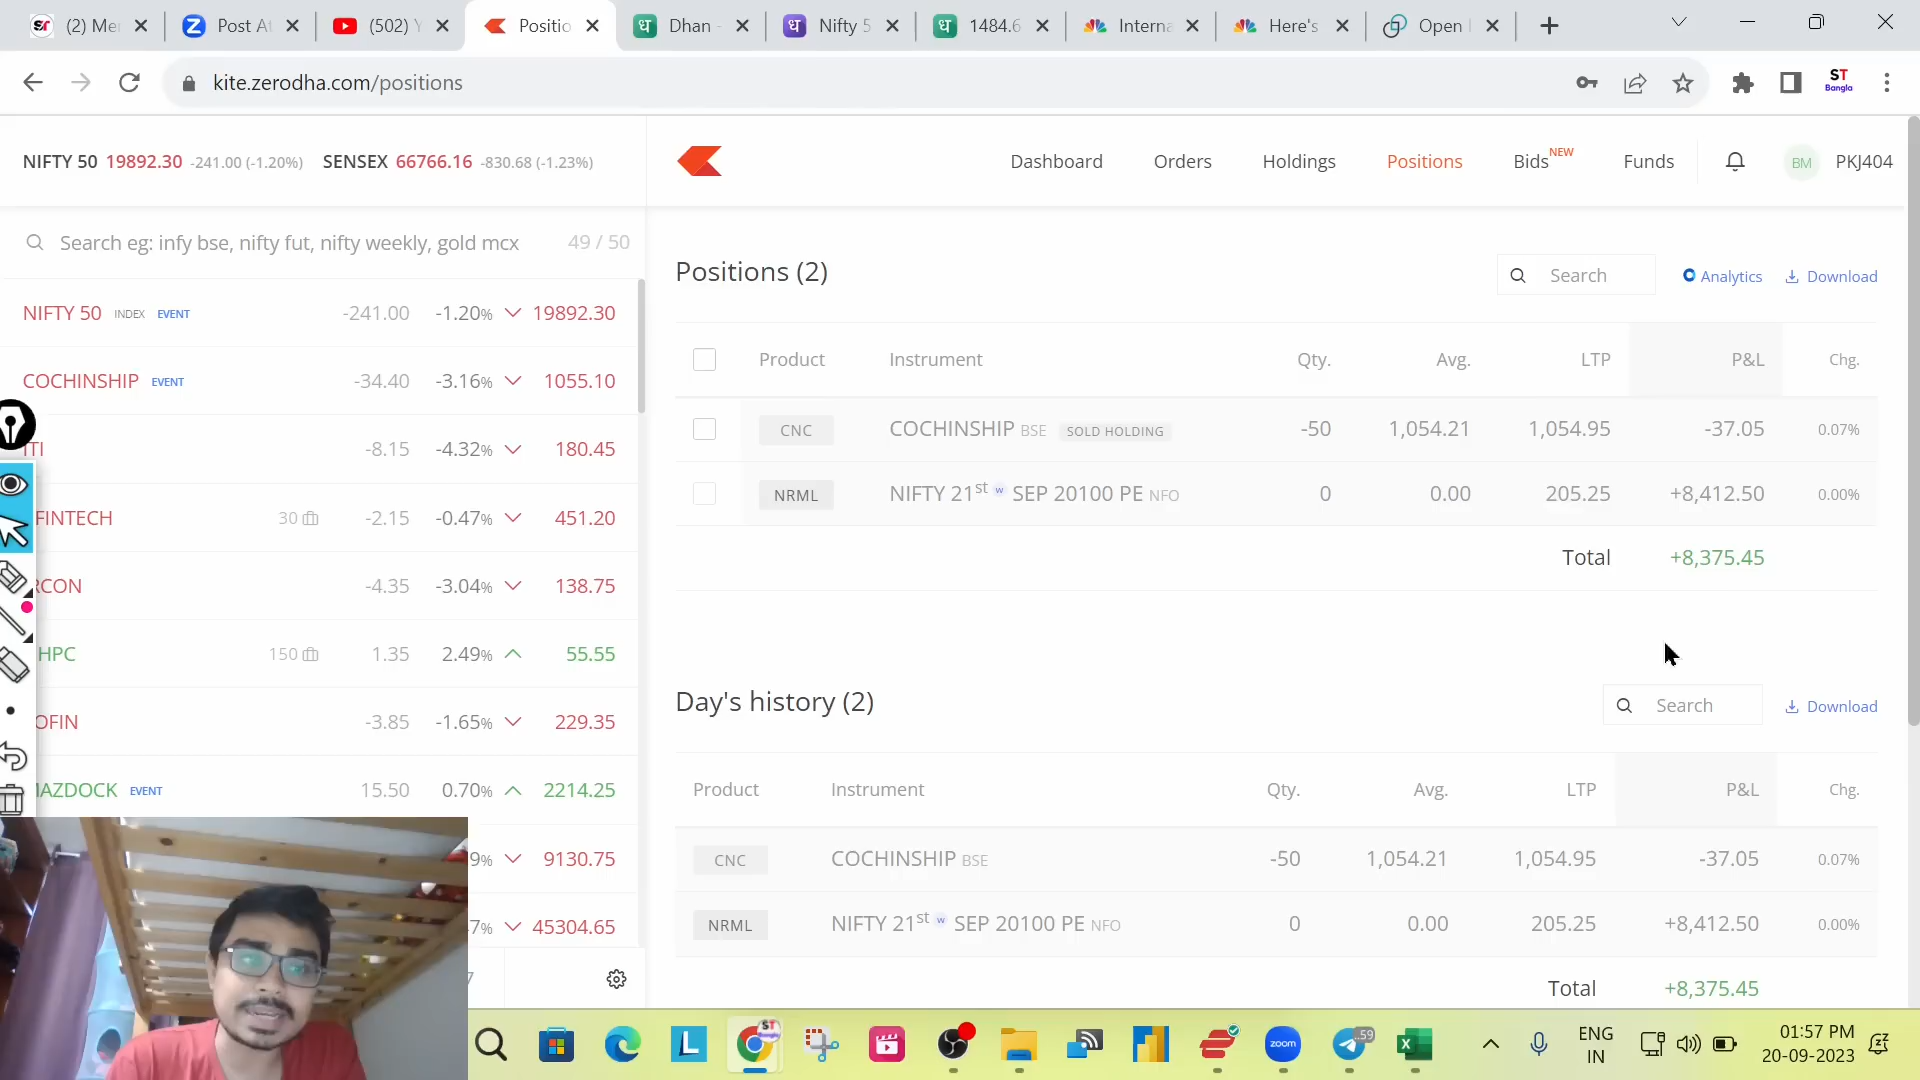 (2) Me
Post At
(502) Y
Positio
Dhan -
Nifty 5
1484.6
Interna
Here's
Open
kite.zerodha.com/positions
ST
Bangla
NIFTY 50 19892.30 -241.00 (-1.20%) SENSEX 66766.16 -830.68 (-1.23%)
Dashboard Orders Holdings Positions Bids NEW Funds BM PKJ404
Search eg: infy bse, nifty fut, nifty weekly, gold mcx 49 / 50
NIFTY 50 INDEX EVENT -241.00 -1.20% 19892.30
COCHINSHIP EVENT -34.40 -3.16% 1055.10
ITI -8.15 -4.32% 180.45
FINTECH 30 -2.15 -0.47% 451.20
RCON -4.35 -3.04% 138.75
HPC 150 1.35 2.49% 55.55
OFIN -3.85 -1.65% 229.35
MAZDOCK EVENT 15.50 0.70% 2214.25
9% 9130.75
7% 45304.65
7
Positions (2) Search Analytics Download
Product Instrument Qty. Avg. LTP P&L Chg.
CNC COCHINSHIP BSE SOLD HOLDING -50 1,054.21 1,054.95 -37.05 0.07%
NRML NIFTY 21st w SEP 20100 PE NFO 0 0.00 205.25 +8,412.50 0.00%
Total +8,375.45
Day's history (2) Search Download
Product Instrument Qty. Avg. LTP P&L Chg.
CNC COCHINSHIP BSE -50 1,054.21 1,054.95 -37.05 0.07%
NRML NIFTY 21st w SEP 20100 PE NFO 0 0.00 205.25 +8,412.50 0.00%
Total +8,375.45
L
ST
zoom
59
X
ENG
IN
01:57 PM
20-09-2023